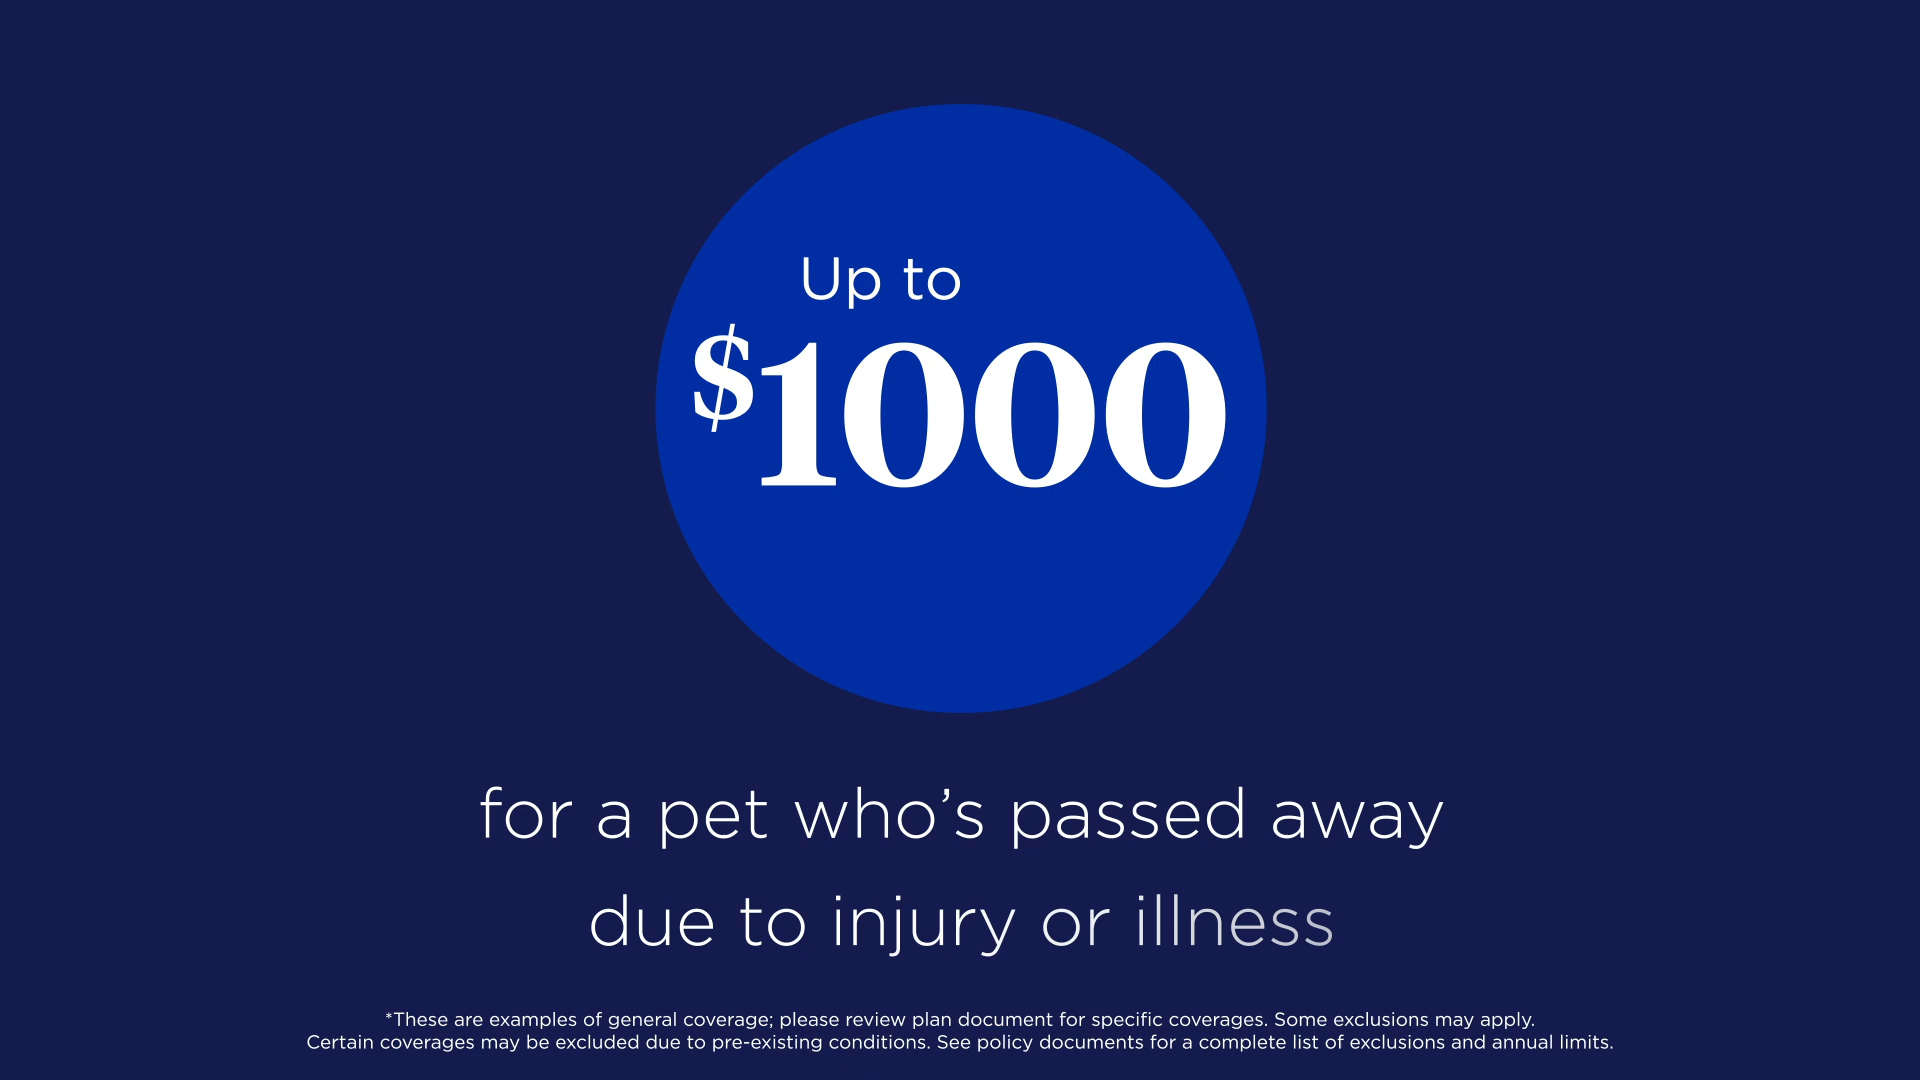 Up to
$1000
for a pet who’s passed away
due to injury or illness
*These are examples of general coverage; please review plan document for specific coverages. Some exclusions may apply.
Certain coverages may be excluded due to pre-existing conditions. See policy documents for a complete list of exclusions and annual limits.